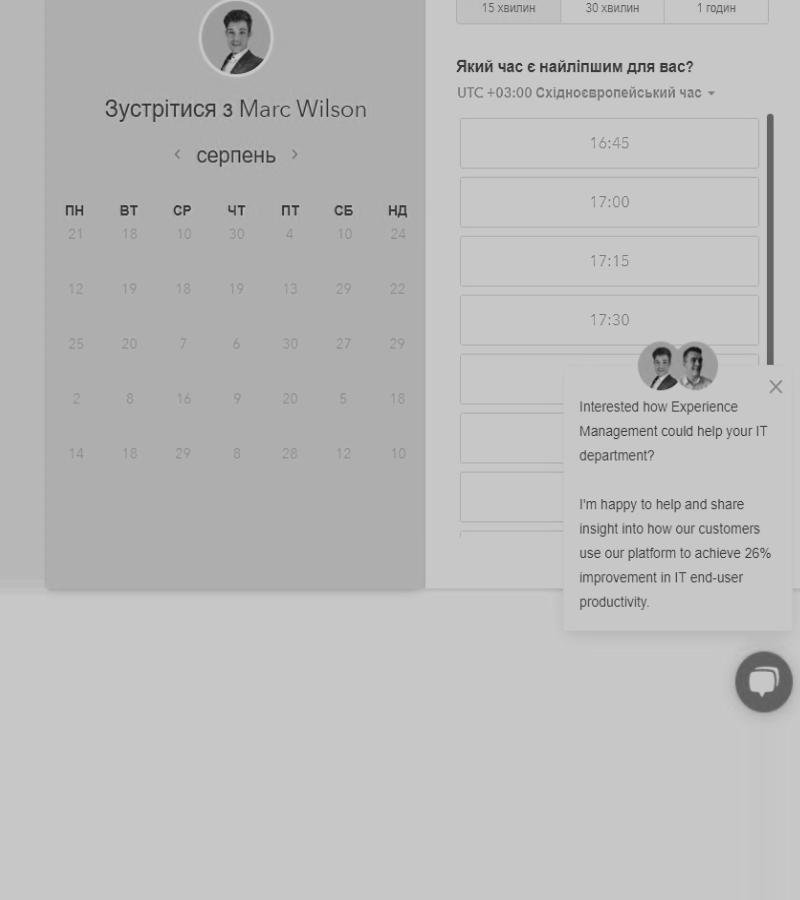 15 хвилин 30 хвилин 1 годин
Зустрітися з Marc Wilson
серпень
ПН ВТ СР ЧТ ПТ СБ НД
21 18 10 30 4 10 24
12 19 18 19 13 29 22
25 20 7 6 30 27 29
2 8 16 9 20 5 18
14 18 29 8 28 12 10
Який час є найліпшим для вас?
UTC +03:00 Східноєвропейський час
16:45
17:00
17:15
17:30
Interested how Experience
Management could help your IT
department?
I'm happy to help and share
insight into how our customers
use our platform to achieve 26%
improvement in IT end-user
productivity.